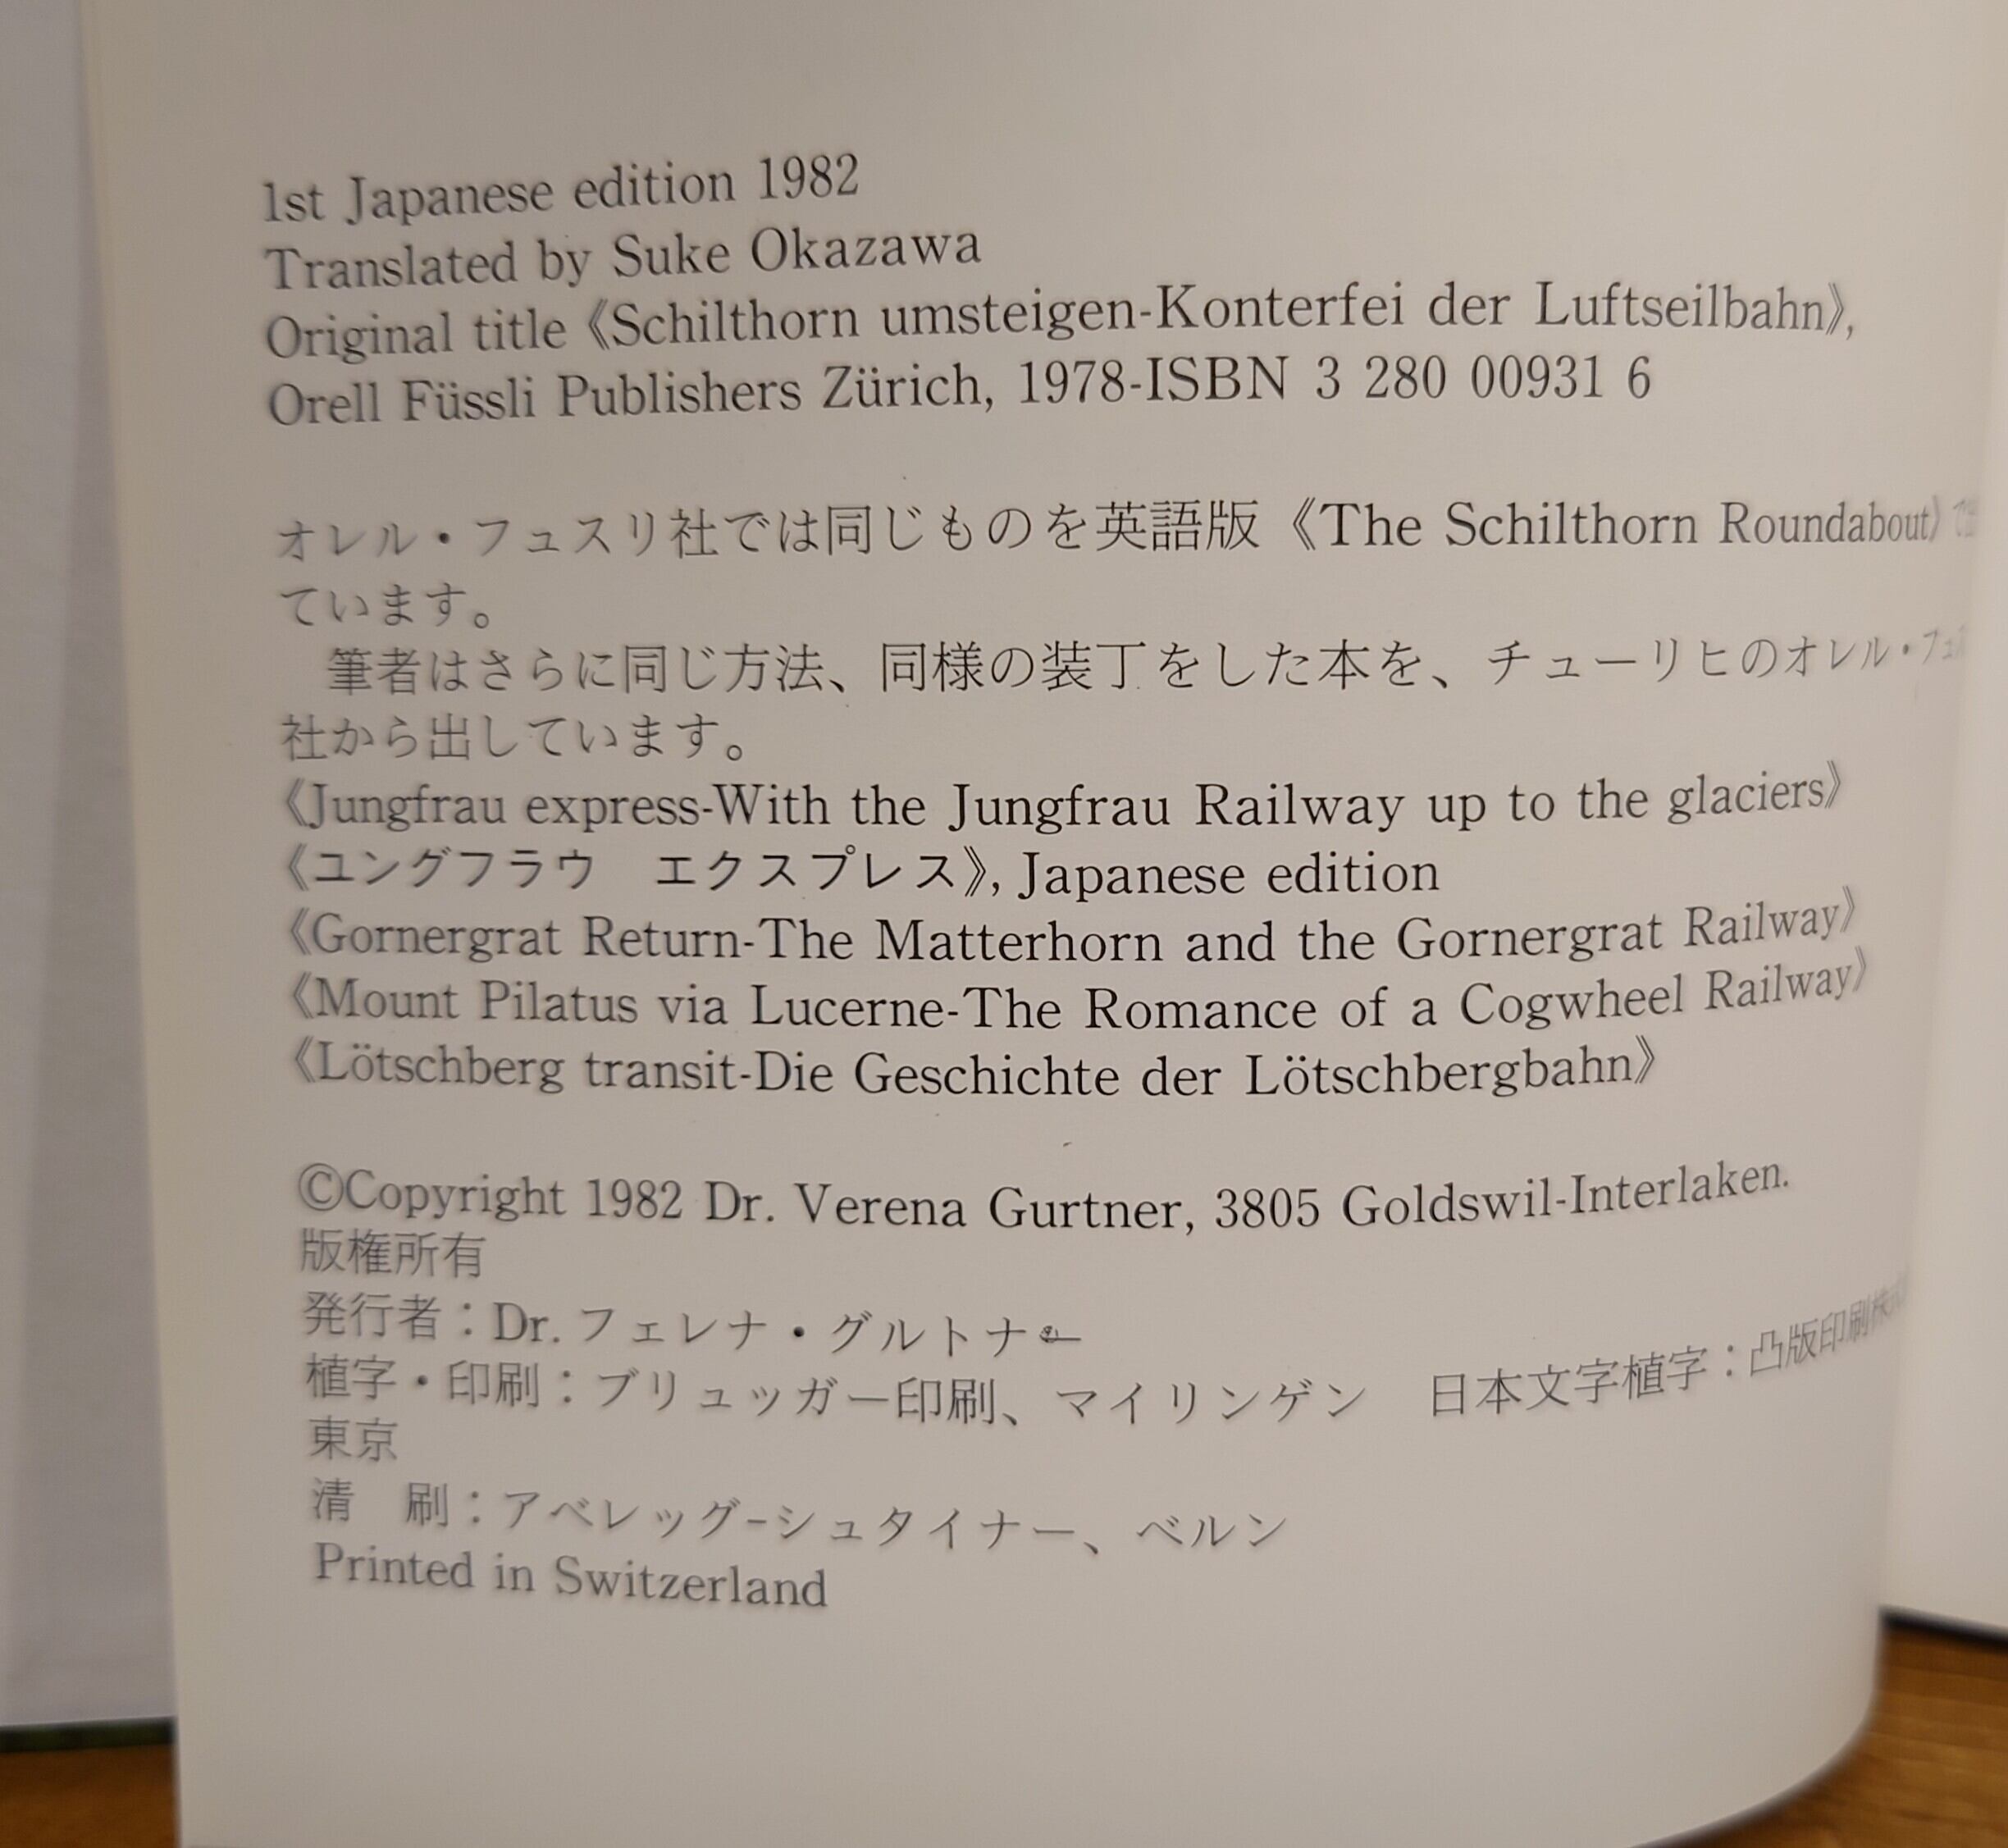 1st Japanese edition 1982
Translated by Suke Okazawa
Original title 《Schilthorn umsteigen-Konterfei der Luftseilbahn》,
Orell Füssli Publishers Zürich, 1978-ISBN 3 280 00931 6
オレル・フュスリ社では同じものを英語版《The Schilthorn Roundabout》
ています。
筆者はさらに同じ方法、同様の装丁をした本を、チューリヒのオレル・
社から出しています。
《Jungfrau express-With the Jungfrau Railway up to the glaciers》
《ユングフラウ　エクスプレス》, Japanese edition
《Gornergrat Return-The Matterhorn and the Gornergrat Railway》
《Mount Pilatus via Lucerne-The Romance of a Cogwheel Railway》
《Lötschberg transit-Die Geschichte der Lötschbergbahn》
©Copyright 1982 Dr. Verena Gurtner, 3805 Goldswil-Interlaken.
版権所有
発行者：Dr. フェレナ・グルトナー
植字・印刷：ブリュッガー印刷、マイリンゲン　日本文字植字：凸版印刷株式
東京
清　刷：アベレッグ-シュタイナー、ベルン
Printed in Switzerland